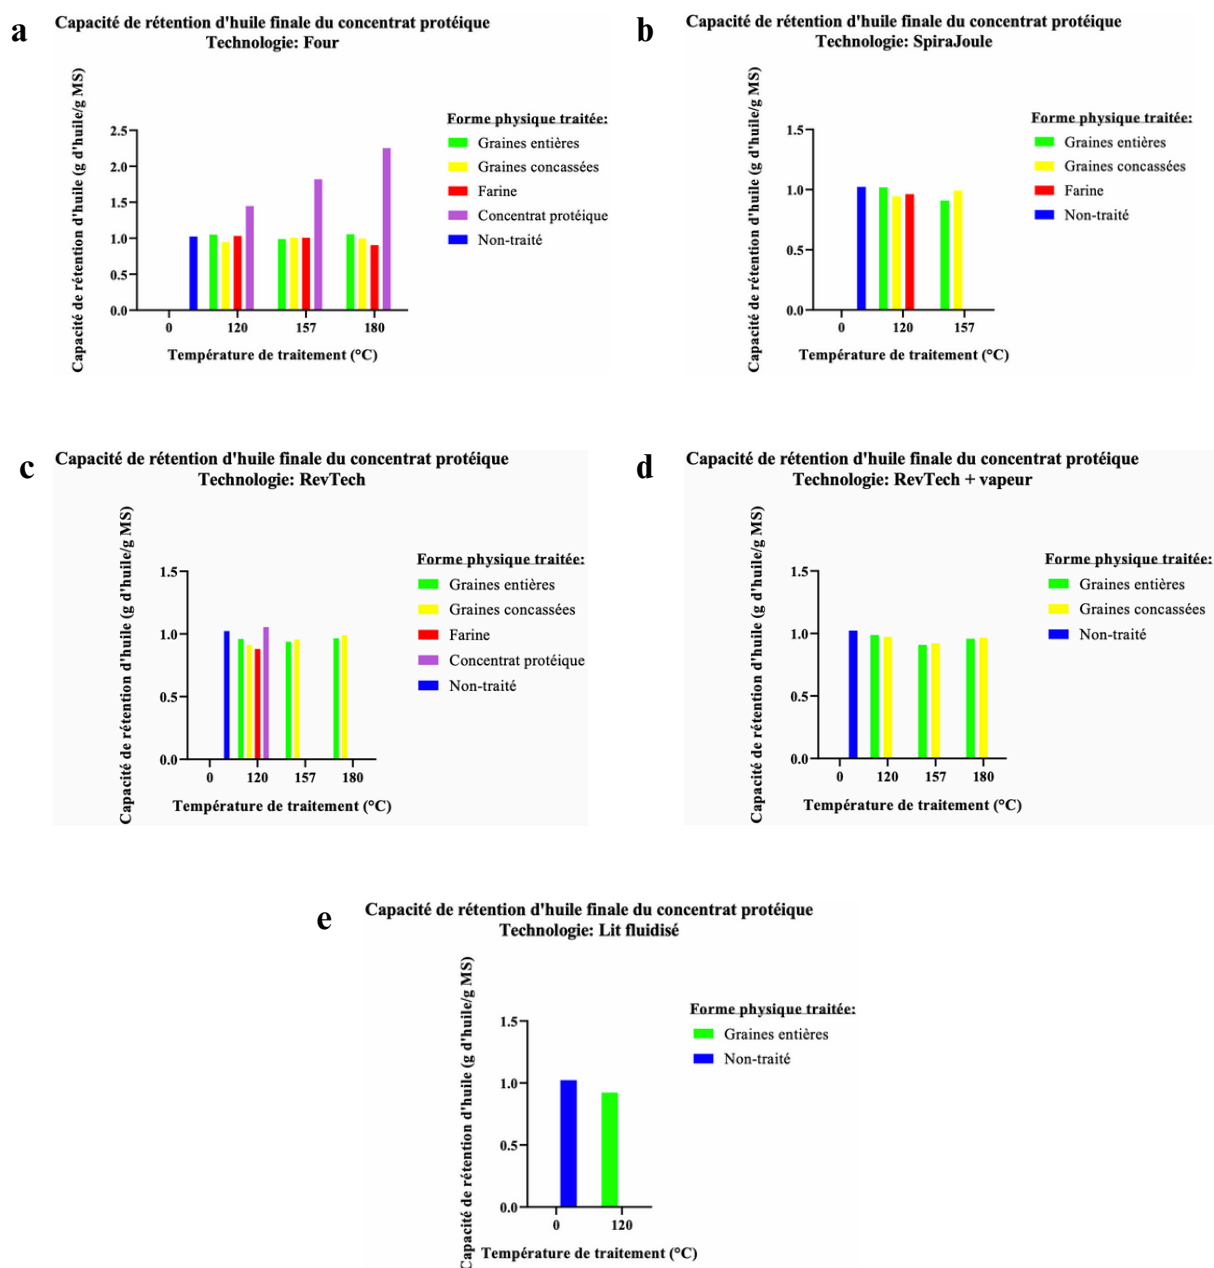 a
Capacité de rétention d'huile finale du concentrat protéique
Technologie: Four
Capacité de rétention d'huile (g d'huile/g MS)
2.5
2.0
1.5
1.0
0.5
0.0
0
120
157
180
Température de traitement (°C)
Forme physique traitée:
Graines entières
Graines concassées
Farine
Concentrat protéique
Non-traité
b
Capacité de rétention d'huile finale du concentrat protéique
Technologie: SpiraJoule
Capacité de rétention d'huile (g d'huile/g MS)
1.5
1.0
0.5
0.0
0
120
157
Température de traitement (°C)
Forme physique traitée:
Graines entières
Graines concassées
Farine
Non-traité
c
Capacité de rétention d'huile finale du concentrat protéique
Technologie: RevTech
Capacité de rétention d'huile (g d'huile/g MS)
1.5
1.0
0.5
0.0
0
120
157
180
Température de traitement (°C)
Forme physique traitée:
Graines entières
Graines concassées
Farine
Concentrat protéique
Non-traité
d
Capacité de rétention d'huile finale du concentrat protéique
Technologie: RevTech + vapeur
Capacité de rétention d'huile (g d'huile/g MS)
1.5
1.0
0.5
0.0
0
120
157
180
Température de traitement (°C)
Forme physique traitée:
Graines entières
Graines concassées
Non-traité
e
Capacité de rétention d'huile finale du concentrat protéique
Technologie: Lit fluidisé
Capacité de rétention d'huile (g d'huile/g MS)
1.5
1.0
0.5
0.0
0
120
Température de traitement (°C)
Forme physique traitée:
Graines entières
Non-traité